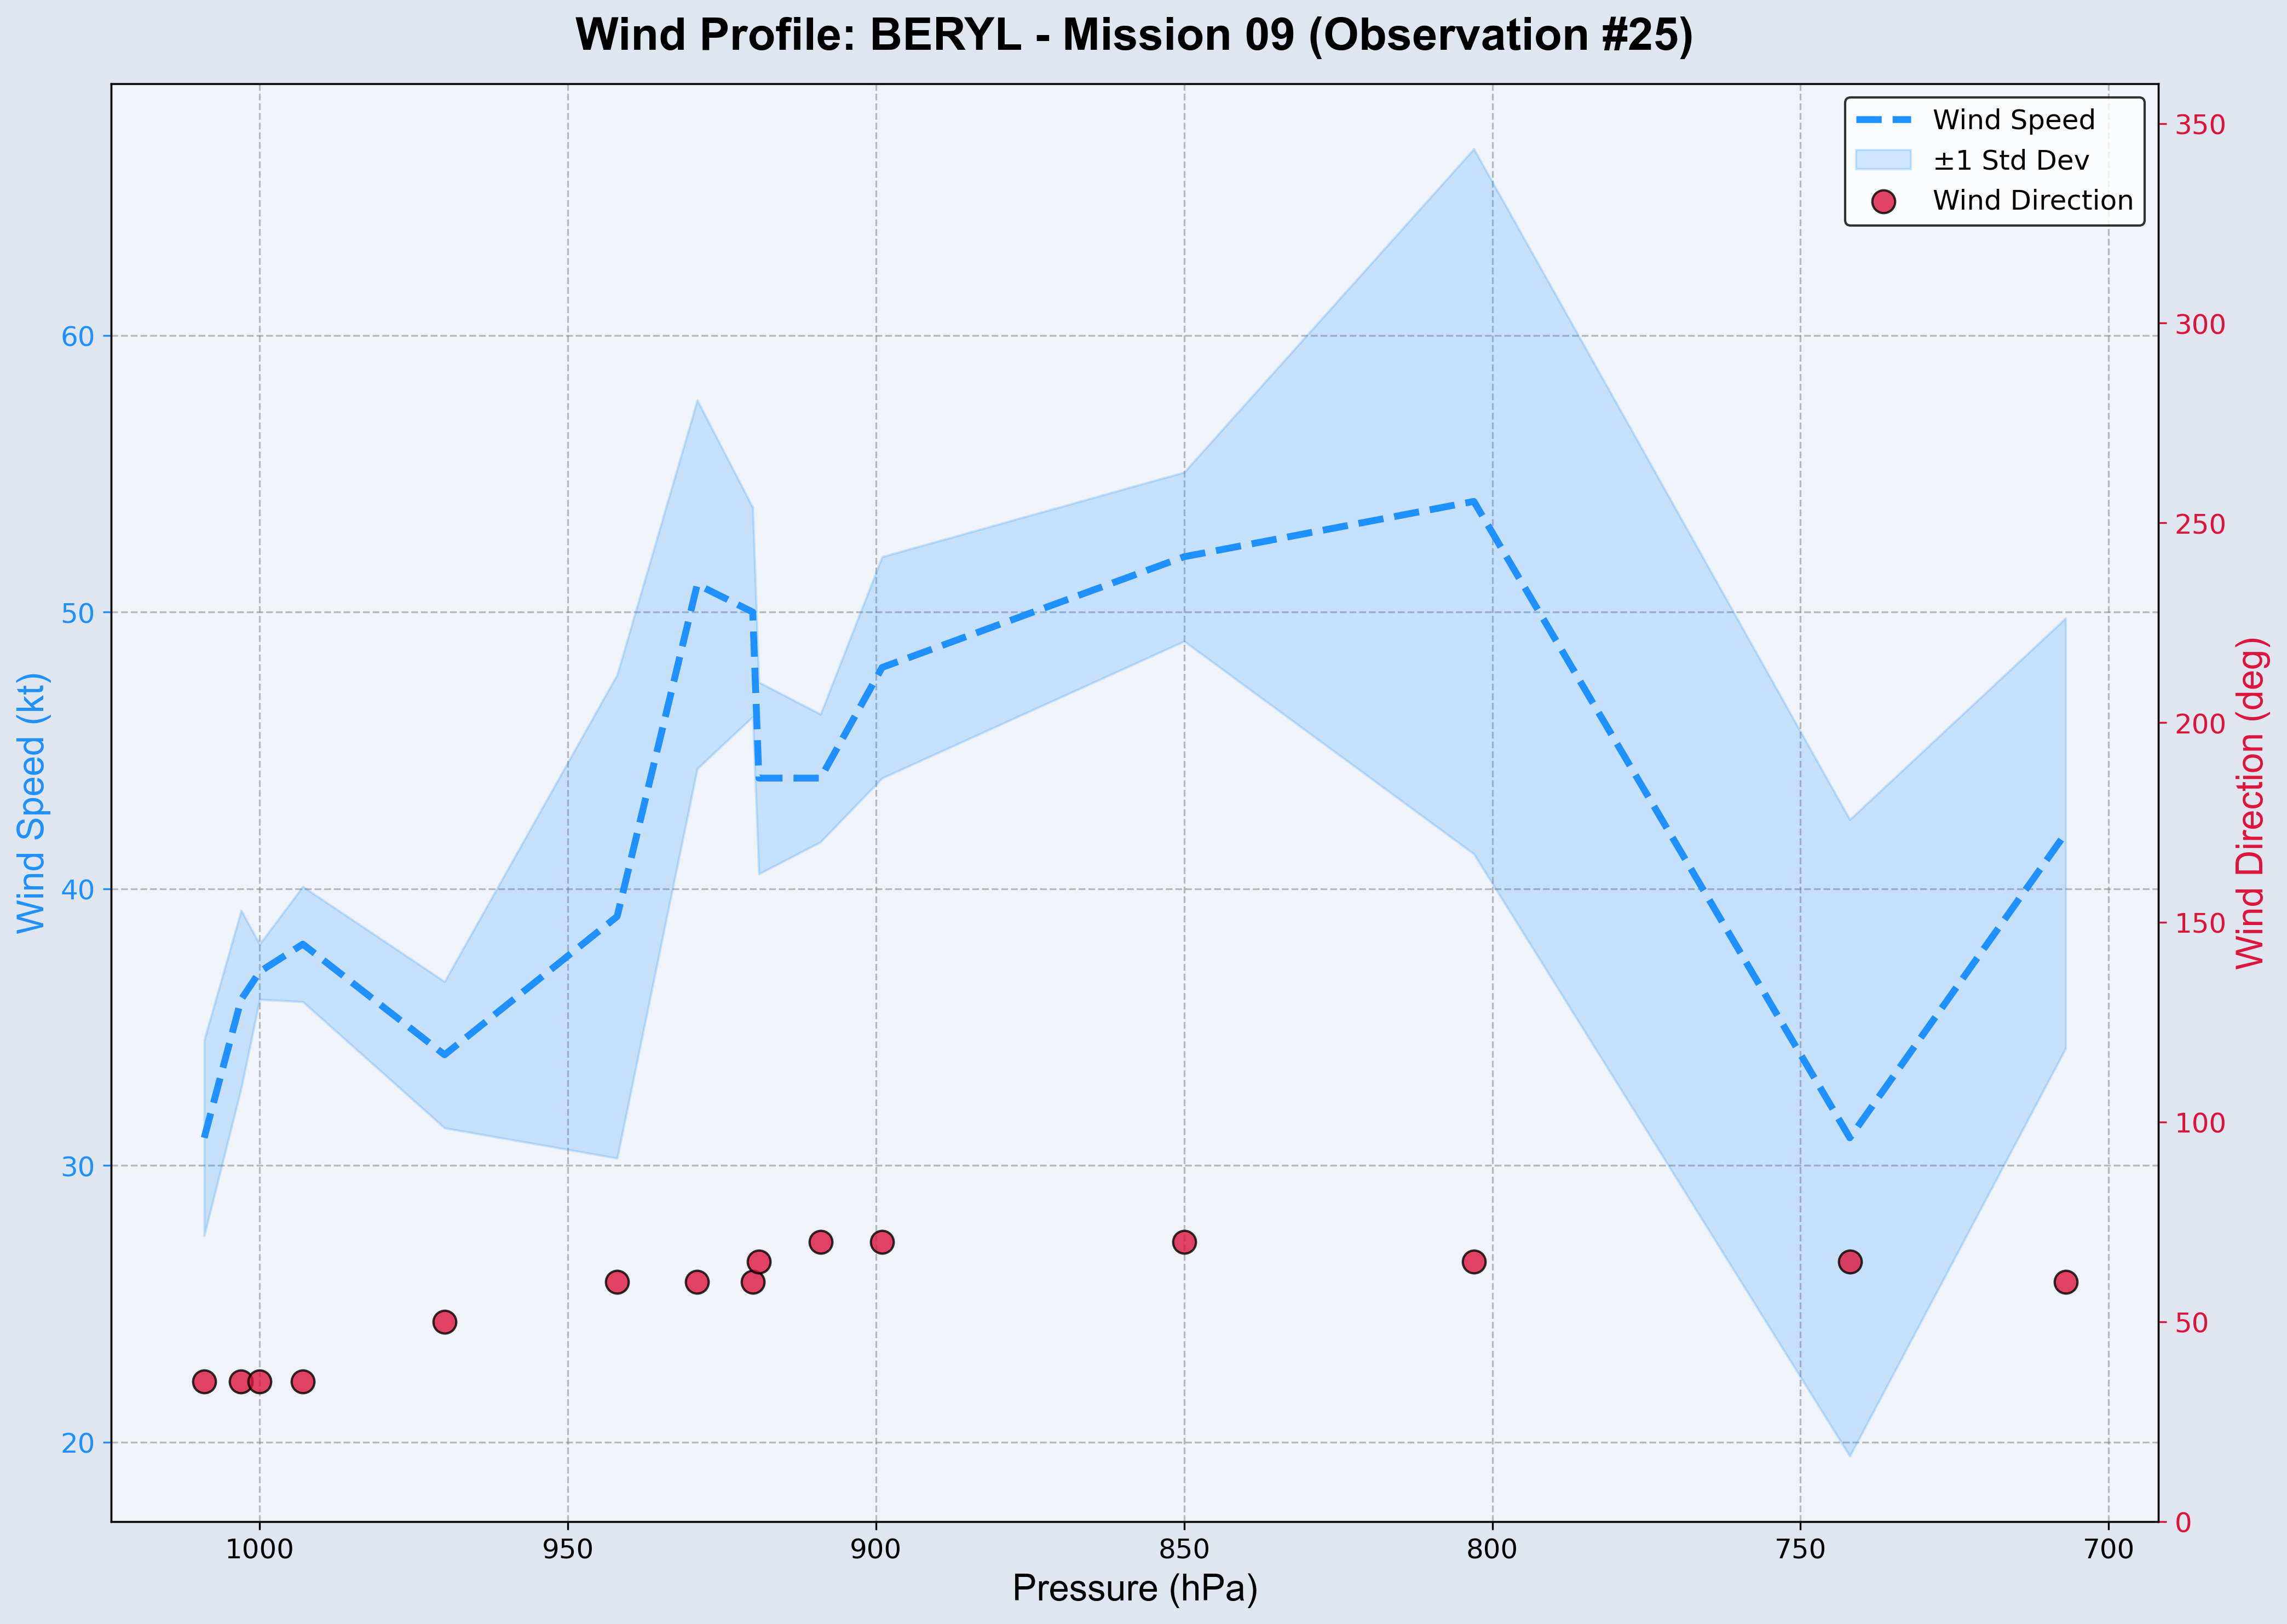 Wind Profile: BERYL - Mission 09 (Observation #25)
Wind Speed
±1 Std Dev
Wind Direction
Wind Speed (kt)
60
50
40
30
20
350
300
250
200
150
100
50
0
Wind Direction (deg)
1000
950
900
850
800
750
700
Pressure (hPa)